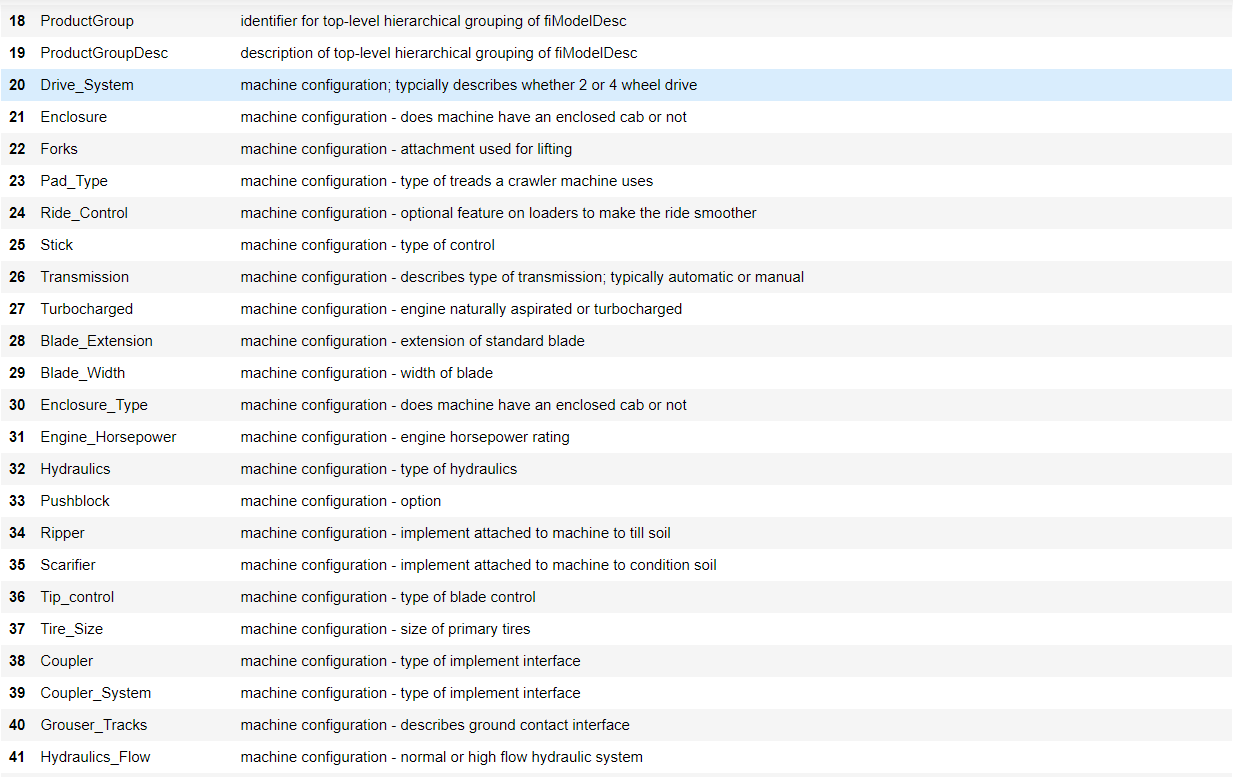 18 ProductGroup identifier for top-level hierarchical grouping of fiModelDesc
19 ProductGroupDesc description of top-level hierarchical grouping of fiModelDesc
20 Drive_System machine configuration; typcially describes whether 2 or 4 wheel drive
21 Enclosure machine configuration - does machine have an enclosed cab or not
22 Forks machine configuration - attachment used for lifting
23 Pad_Type machine configuration - type of treads a crawler machine uses
24 Ride_Control machine configuration - optional feature on loaders to make the ride smoother
25 Stick machine configuration - type of control
26 Transmission machine configuration - describes type of transmission; typically automatic or manual
27 Turbocharged machine configuration - engine naturally aspirated or turbocharged
28 Blade_Extension machine configuration - extension of standard blade
29 Blade_Width machine configuration - width of blade
30 Enclosure_Type machine configuration - does machine have an enclosed cab or not
31 Engine_Horsepower machine configuration - engine horsepower rating
32 Hydraulics machine configuration - type of hydraulics
33 Pushblock machine configuration - option
34 Ripper machine configuration - implement attached to machine to till soil
35 Scarifier machine configuration - implement attached to machine to condition soil
36 Tip_control machine configuration - type of blade control
37 Tire_Size machine configuration - size of primary tires
38 Coupler machine configuration - type of implement interface
39 Coupler_System machine configuration - type of implement interface
40 Grouser_Tracks machine configuration - describes ground contact interface
41 Hydraulics_Flow machine configuration - normal or high flow hydraulic system